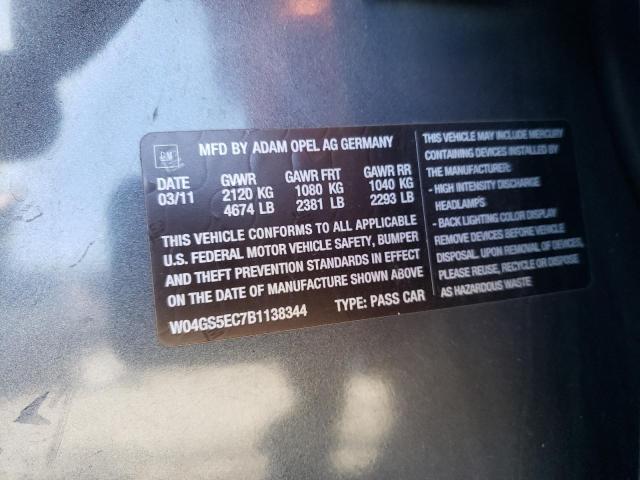 GM
MFD BY ADAM OPEL AG GERMANY
DATE GVWR GAWR FRT GAWR RR
03/11 2120 KG 1080 KG 1040 KG
4674 LB 2381 LB 2293 LB
THIS VEHICLE CONFORMS TO ALL APPLICABLE
U.S. FEDERAL MOTOR VEHICLE SAFETY, BUMPER
AND THEFT PREVENTION STANDARDS IN EFFECT
ON THE DATE OF MANUFACTURE SHOWN ABOVE
W04GS5EC7B1138344 TYPE: PASS CAR
THIS VEHICLE MAY INCLUDE MERCURY
CONTAINING DEVICES INSTALLED BY
THE MANUFACTURER:
- HIGH INTENSITY DISCHARGE
HEADLAMPS
- BACK LIGHTING COLOR DISPLAY
REMOVE DEVICES BEFORE VEHICLE
DISPOSAL. UPON REMOVAL OF DEVICES,
PLEASE REUSE, RECYCLE OR DISPOSE
AS HAZARDOUS WASTE